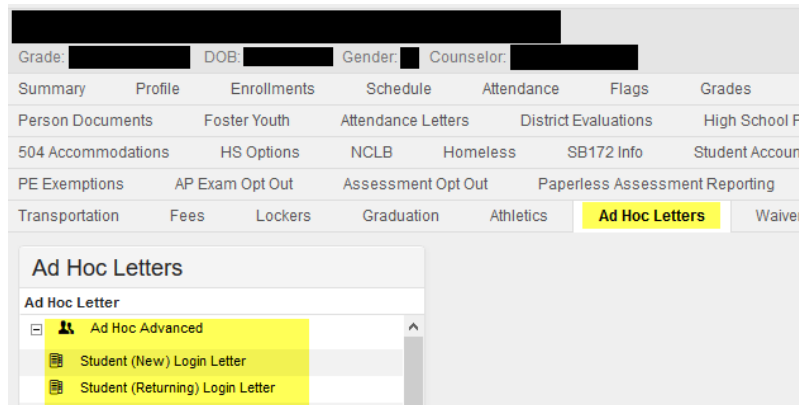 Grade: DOB: Gender: Counselor:
Summary Profile Enrollments Schedule Attendance Flags Grades
Person Documents Foster Youth Attendance Letters District Evaluations High School
504 Accommodations HS Options NCLB Homeless SB172 Info Student
PE Exemptions AP Exam Opt Out Assessment Opt Out Paperless Assessment Reporting
Transportation Fees Lockers Graduation Athletics Ad Hoc Letters
Ad Hoc Letters
Ad Hoc Letter
Ad Hoc Advanced
Student (New) Login Letter
Student (Returning) Login Letter